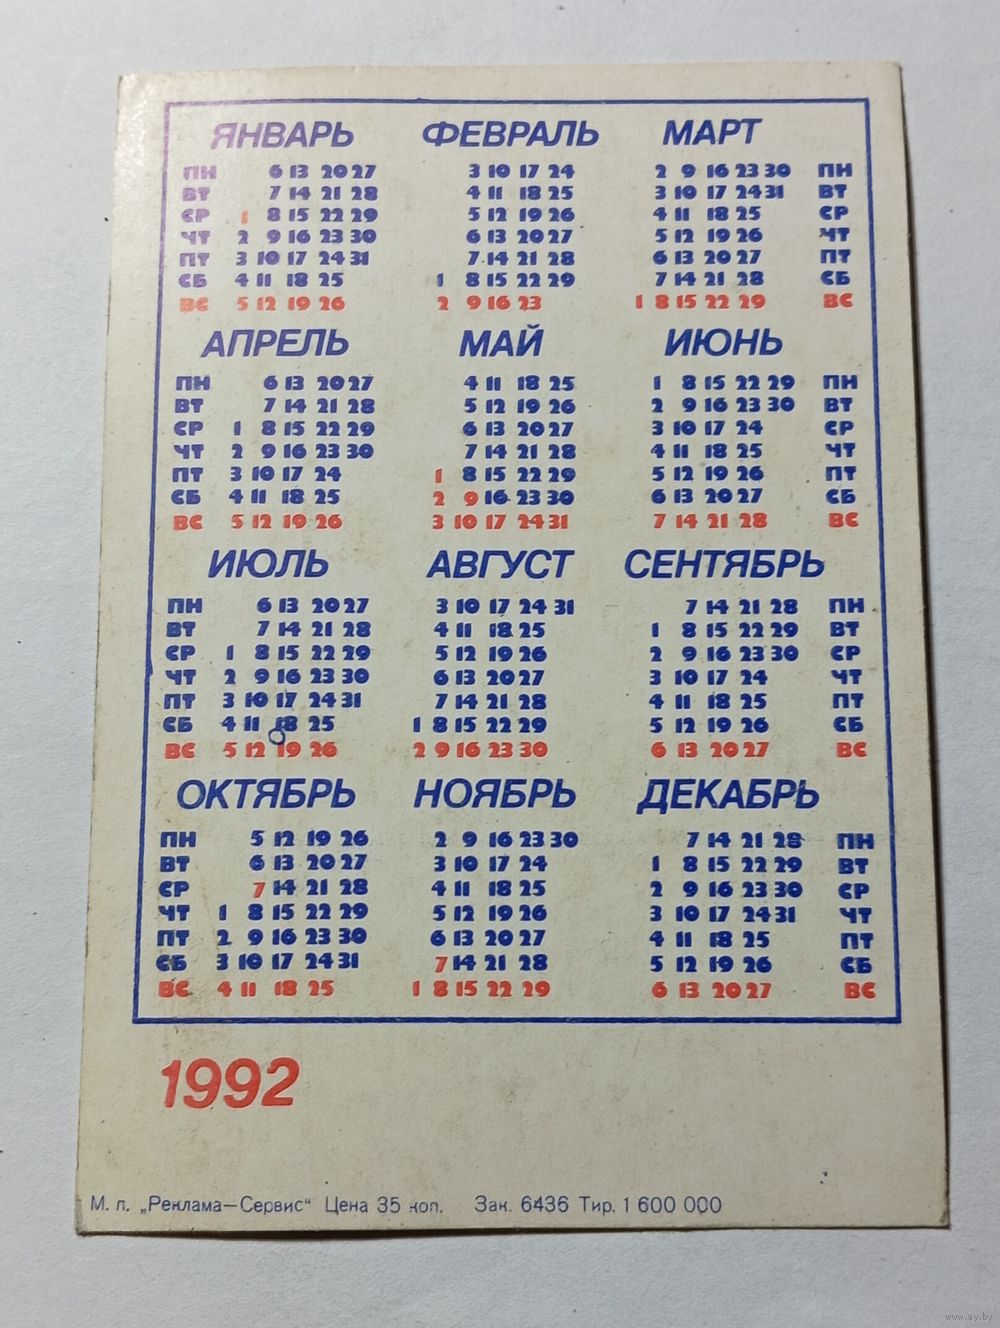 ЯНВАРЬ ФЕВРАЛЬ МАРТ
ПН 6 13 20 27 3 10 17 24 2 9 16 23 30 ПН
ВТ 7 14 21 28 4 11 18 25 3 10 17 24 31 ВТ
СР 1 8 15 22 29 5 12 19 26 4 11 18 25 СР
ЧТ 2 9 16 23 30 6 13 20 27 5 12 19 26 ЧТ
ПТ 3 10 17 24 31 7 14 21 28 6 13 20 27 ПТ
СБ 4 11 18 25 1 8 15 22 29 7 14 21 28 СБ
ВС 5 12 19 26 2 9 16 23 1 8 15 22 29 ВС
АПРЕЛЬ МАЙ ИЮНЬ
ПН 6 13 20 27 4 11 18 25 1 8 15 22 29 ПН
ВТ 7 14 21 28 5 12 19 26 2 9 16 23 30 ВТ
СР 1 8 15 22 29 6 13 20 27 3 10 17 24 СР
ЧТ 2 9 16 23 30 7 14 21 28 4 11 18 25 ЧТ
ПТ 3 10 17 24 1 8 15 22 29 5 12 19 26 ПТ
СБ 4 11 18 25 2 9 16 23 30 6 13 20 27 СБ
ВС 5 12 19 26 3 10 17 24 31 7 14 21 28 ВС
ИЮЛЬ АВГУСТ СЕНТЯБРЬ
ПН 6 13 20 27 3 10 17 24 31 7 14 21 28 ПН
ВТ 7 14 21 28 4 11 18 25 1 8 15 22 29 ВТ
СР 1 8 15 22 29 5 12 19 26 2 9 16 23 30 СР
ЧТ 2 9 16 23 30 6 13 20 27 3 10 17 24 ЧТ
ПТ 3 10 17 24 31 7 14 21 28 4 11 18 25 ПТ
СБ 4 11 18 25 1 8 15 22 29 5 12 19 26 СБ
ВС 5 12 19 26 2 9 16 23 30 6 13 20 27 ВС
ОКТЯБРЬ НОЯБРЬ ДЕКАБРЬ
ПН 5 12 19 26 2 9 16 23 30 7 14 21 28 ПН
ВТ 6 13 20 27 3 10 17 24 1 8 15 22 29 ВТ
СР 7 14 21 28 4 11 18 25 2 9 16 23 30 СР
ЧТ 1 8 15 22 29 5 12 19 26 3 10 17 24 31 ЧТ
ПТ 2 9 16 23 30 6 13 20 27 4 11 18 25 ПТ
СБ 3 10 17 24 31 7 14 21 28 5 12 19 26 СБ
ВС 4 11 18 25 1 8 15 22 29 6 13 20 27 ВС
1992
М. п. „Реклама—Сервис" Цена 35 коп. Зак. 6436 Тир. 1 600 000
www.ay.by